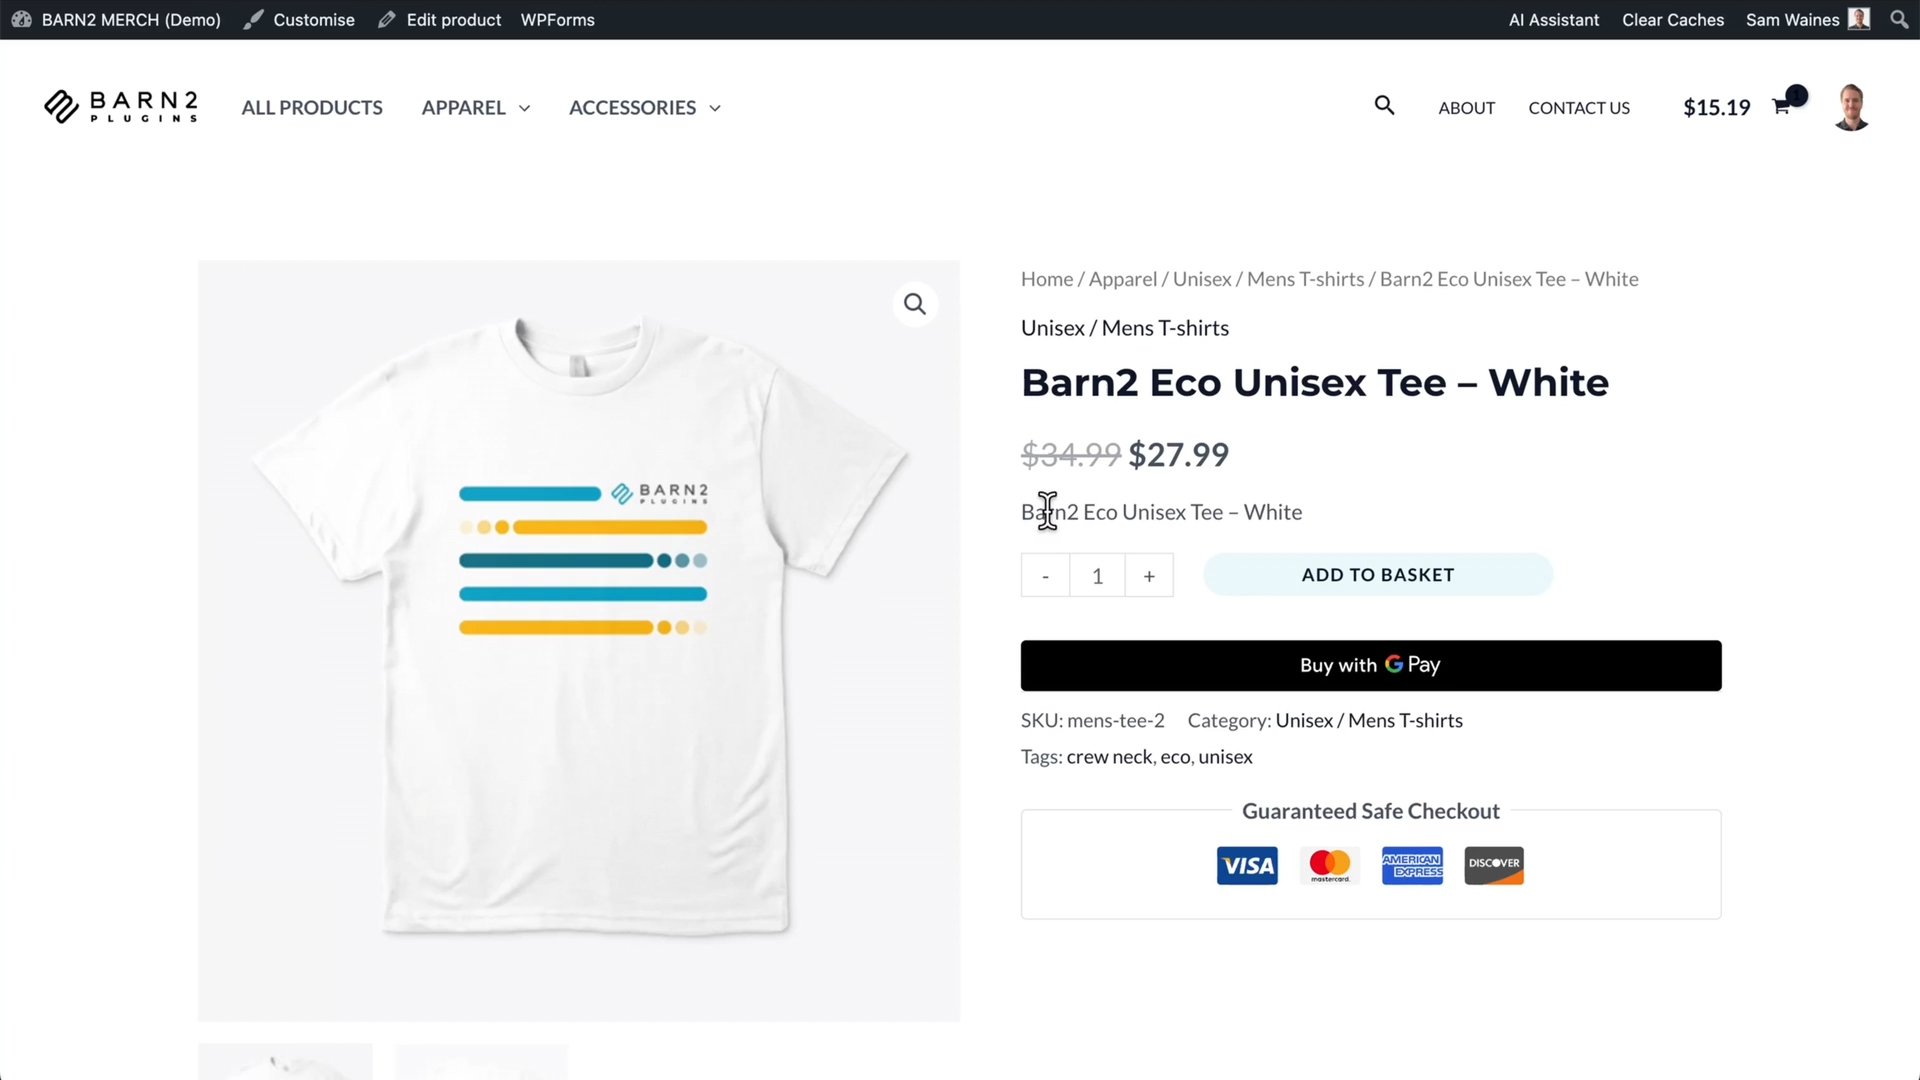 BARN2 MERCH (Demo) Customise Edit product WPForms AI Assistant Clear Caches Sam Waines
BARN2 PLUGINS ALL PRODUCTS APPAREL ACCESSORIES ABOUT CONTACT US $15.19 1
Home / Apparel / Unisex / Mens T-shirts / Barn2 Eco Unisex Tee – White
Unisex / Mens T-shirts
Barn2 Eco Unisex Tee – White
$34.99 $27.99
Barn2 Eco Unisex Tee – White
BARN2
PLUGINS
- 1 + ADD TO BASKET
Buy with G Pay
SKU: mens-tee-2 Category: Unisex / Mens T-shirts
Tags: crew neck, eco, unisex
Guaranteed Safe Checkout
VISA mastercard. AMERICAN EXPRESS DISCOVER